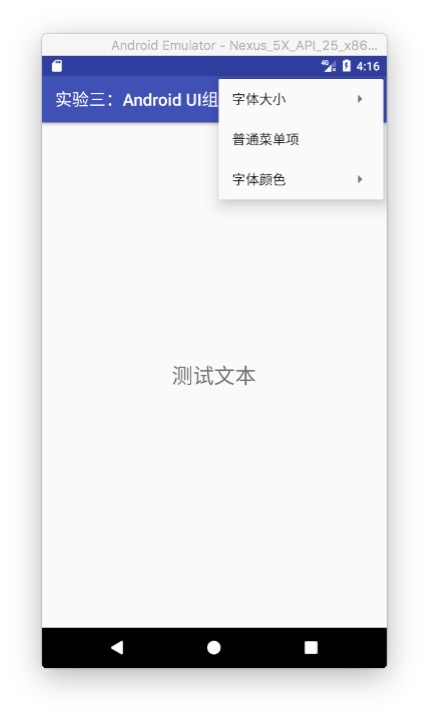 Android Emulator - Nexus_5X_API_25_x86...
4G 4:16
实验三：Android UI组
字体大小
普通菜单项
字体颜色
测试文本